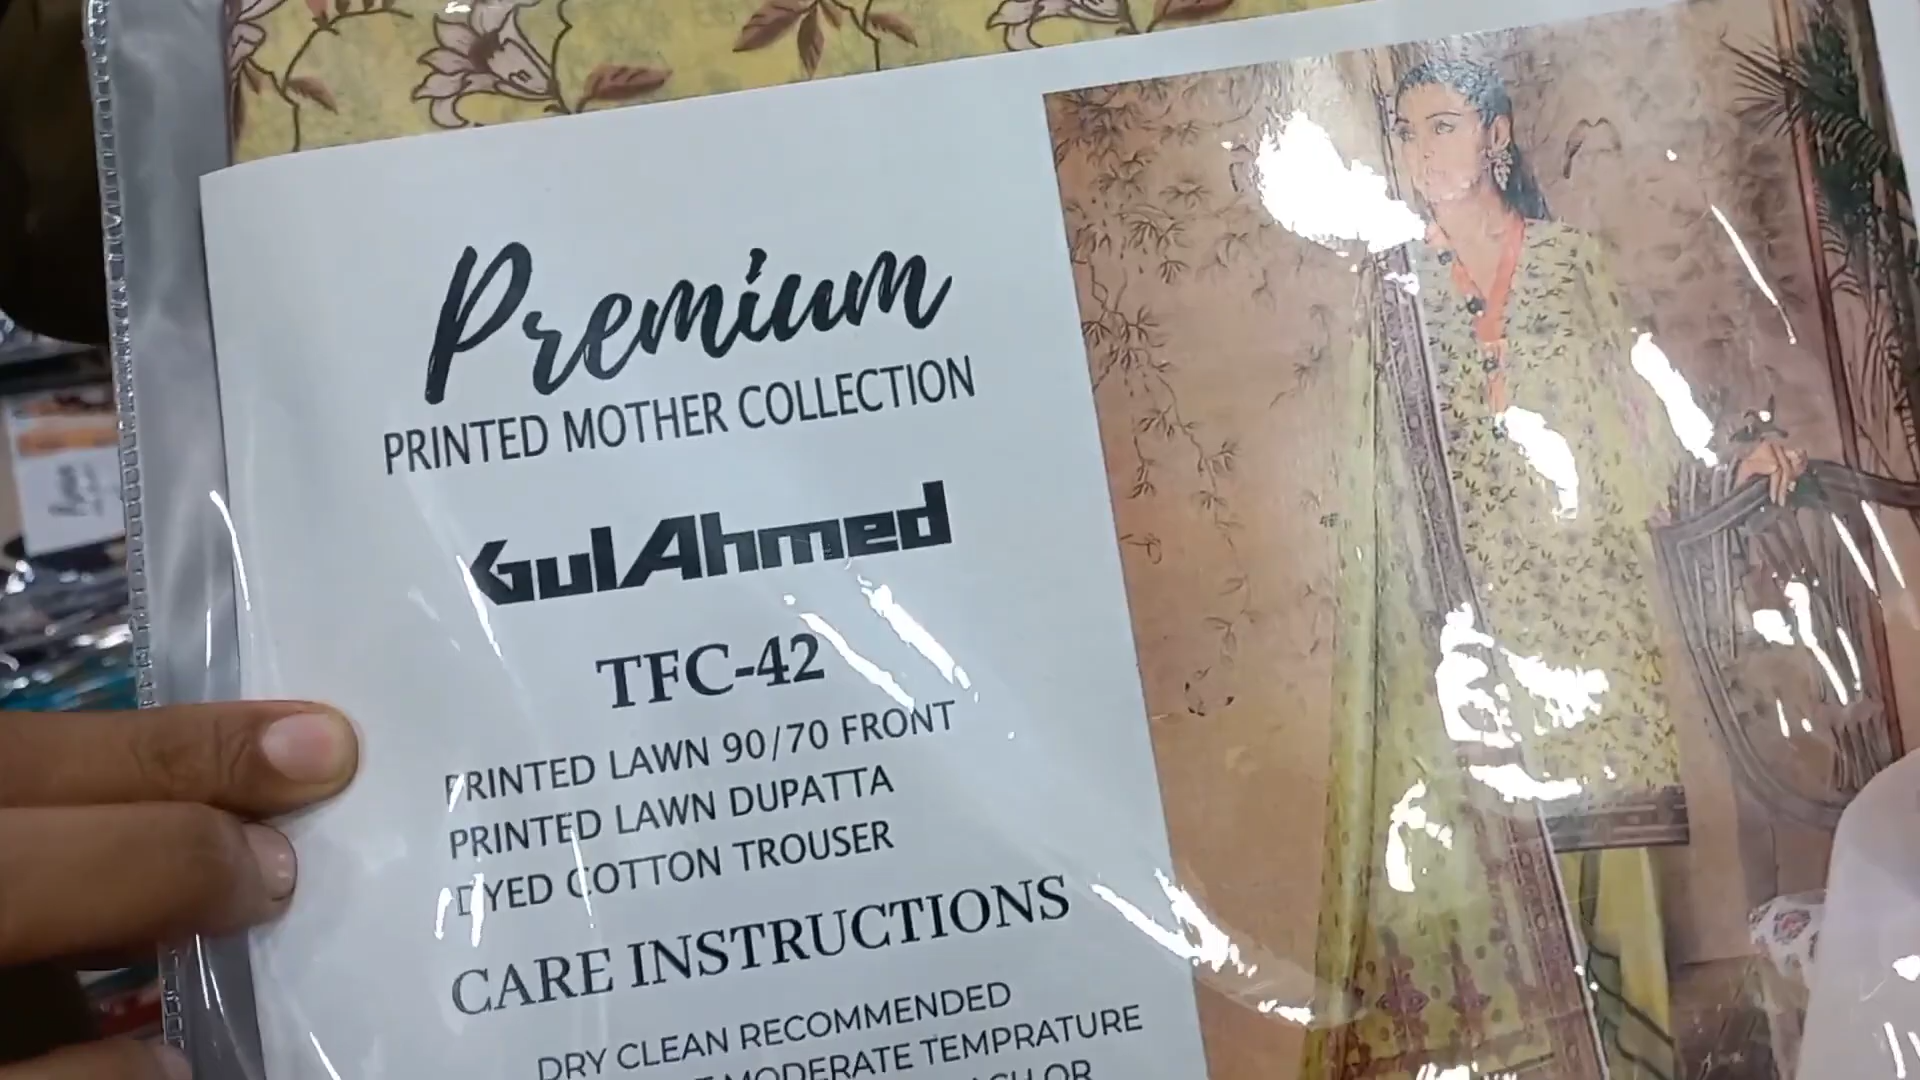 Premium
PRINTED MOTHER COLLECTION
GulAhmed
TFC-42
PRINTED LAWN 90/70 FRONT
PRINTED LAWN DUPATTA
DYED COTTON TROUSER
CARE INSTRUCTIONS
DRY CLEAN RECOMMENDED
MODERATE TEMPRATURE
OR